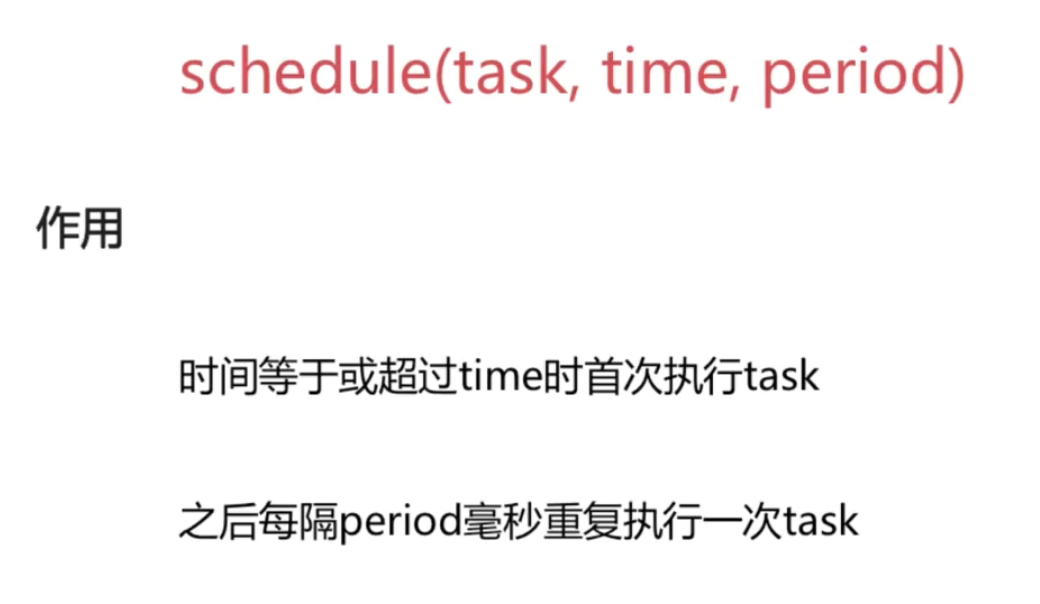 schedule(task, time, period)
作用
时间等于或超过time时首次执行task
之后每隔period毫秒重复执行一次task